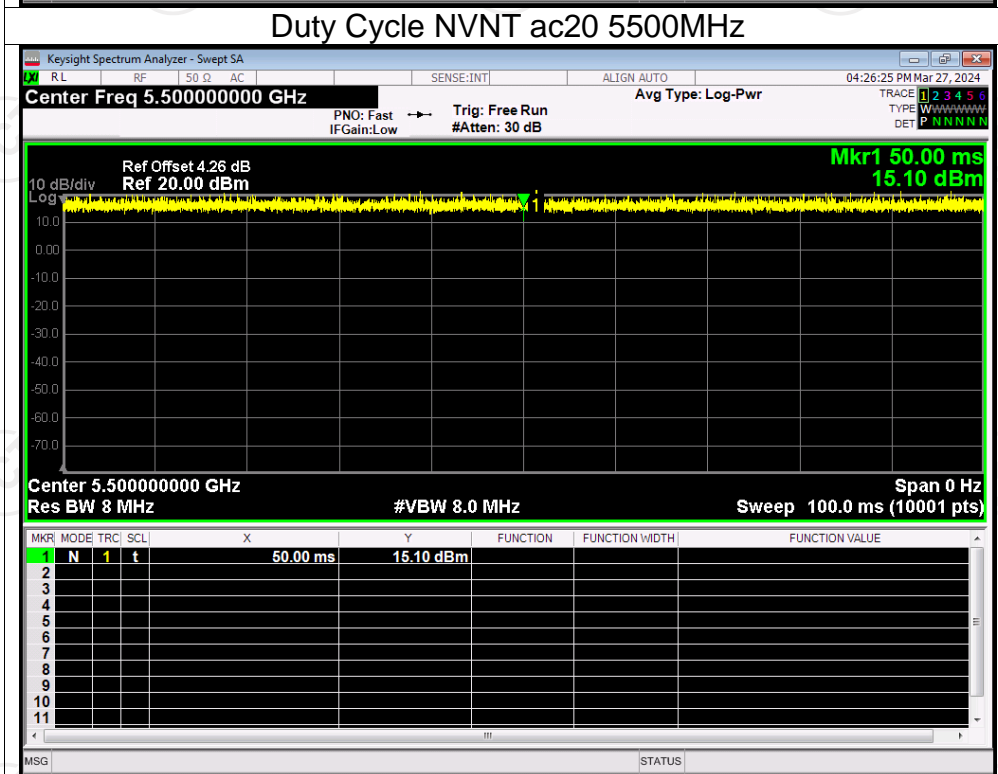 Duty Cycle NVNT ac20 5500MHz
Keysight Spectrum Analyzer - Swept SA
LXI RL RF 50 Ω AC SENSE:INT ALIGN AUTO 04:26:25 PM Mar 27, 2024
Center Freq 5.500000000 GHz Avg Type: Log-Pwr TRACE 1 2 3 4 5 6
PNO: Fast Trig: Free Run TYPE WWWWWW
IFGain:Low #Atten: 30 dB DET P N N N N N
Mkr1 50.00 ms
Ref Offset 4.26 dB
10 dB/div Ref 20.00 dBm 15.10 dBm
Log
1
10.0
0.00
-10.0
-20.0
-30.0
-40.0
-50.0
-60.0
-70.0
Center 5.500000000 GHz Span 0 Hz
Res BW 8 MHz #VBW 8.0 MHz Sweep 100.0 ms (10001 pts)
MKR MODE TRC SCL X Y FUNCTION FUNCTION WIDTH FUNCTION VALUE
1 N 1 t 50.00 ms 15.10 dBm
2
3
4
5
6
7
8
9
10
11
MSG STATUS